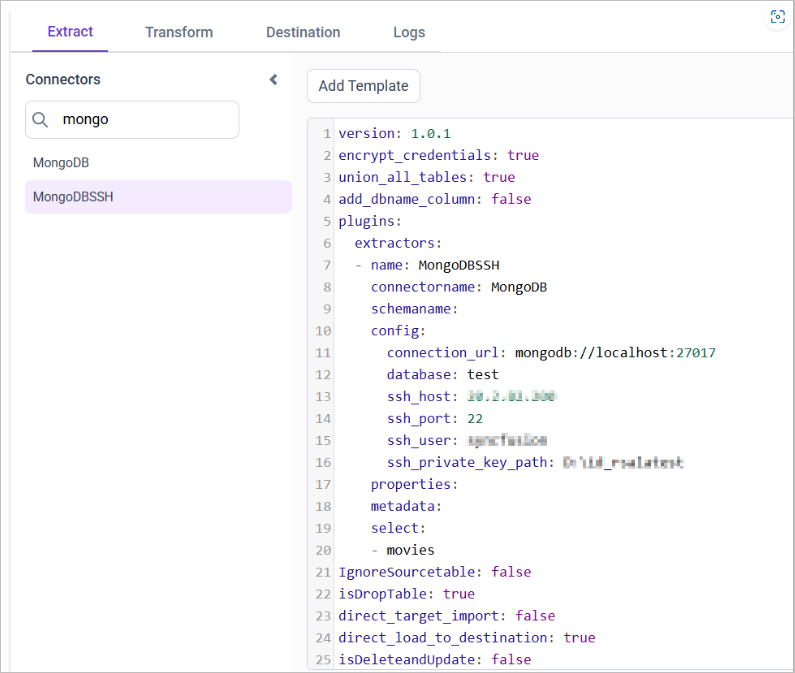 Extract Transform Destination Logs
Connectors
mongo
MongoDB
MongoDBSSH
Add Template
1 version: 1.0.1
2 encrypt_credentials: true
3 union_all_tables: true
4 add_dbname_column: false
5 plugins:
6 extractors:
7 - name: MongoDBSSH
8 connectorname: MongoDB
9 schemaname:
10 config:
11 connection_url: mongodb://localhost:27017
12 database: test
13 ssh_host:
14 ssh_port: 22
15 ssh_user:
16 ssh_private_key_path:
17 properties:
18 metadata:
19 select:
20 - movies
21 IgnoreSourcetable: false
22 isDropTable: true
23 direct_target_import: false
24 direct_load_to_destination: true
25 isDeleteandUpdate: false